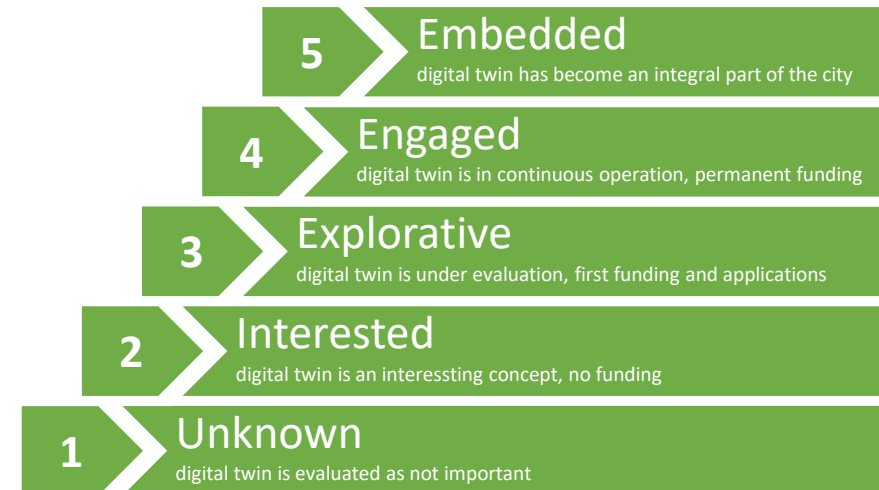 5
Embedded
digital twin has become an integral part of the city
4
Engaged
digital twin is in continuous operation, permanent funding
3
Explorative
digital twin is under evaluation, first funding and applications
2
Interested
digital twin is an interessting concept, no funding
1
Unknown
digital twin is evaluated as not important